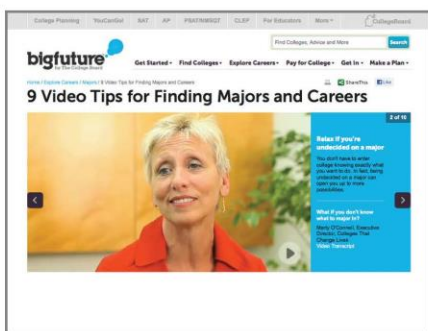 College Planning YouCanGo! SAT AP PSAT/NMSQT CLEP For Educators More CollegeBoard
Find Colleges, Advice and More Search
bigfuture
by The College Board
Get Started Find Colleges Explore Careers Pay for College Get In Make a Plan
Home / Explore Careers / Majors / 9 Video Tips for Finding Majors and Careers ShareThis Like
9 Video Tips for Finding Majors and Careers
2 of 10
Relax if you're
undecided on a major
You don't have to enter
college knowing exactly what
you want to do. In fact, being
undecided on a major can
open you up to more
possibilities.
What if you don't know
what to major in?
Marty O'Connell, Executive
Director, Colleges That
Change Lives
Video Transcript